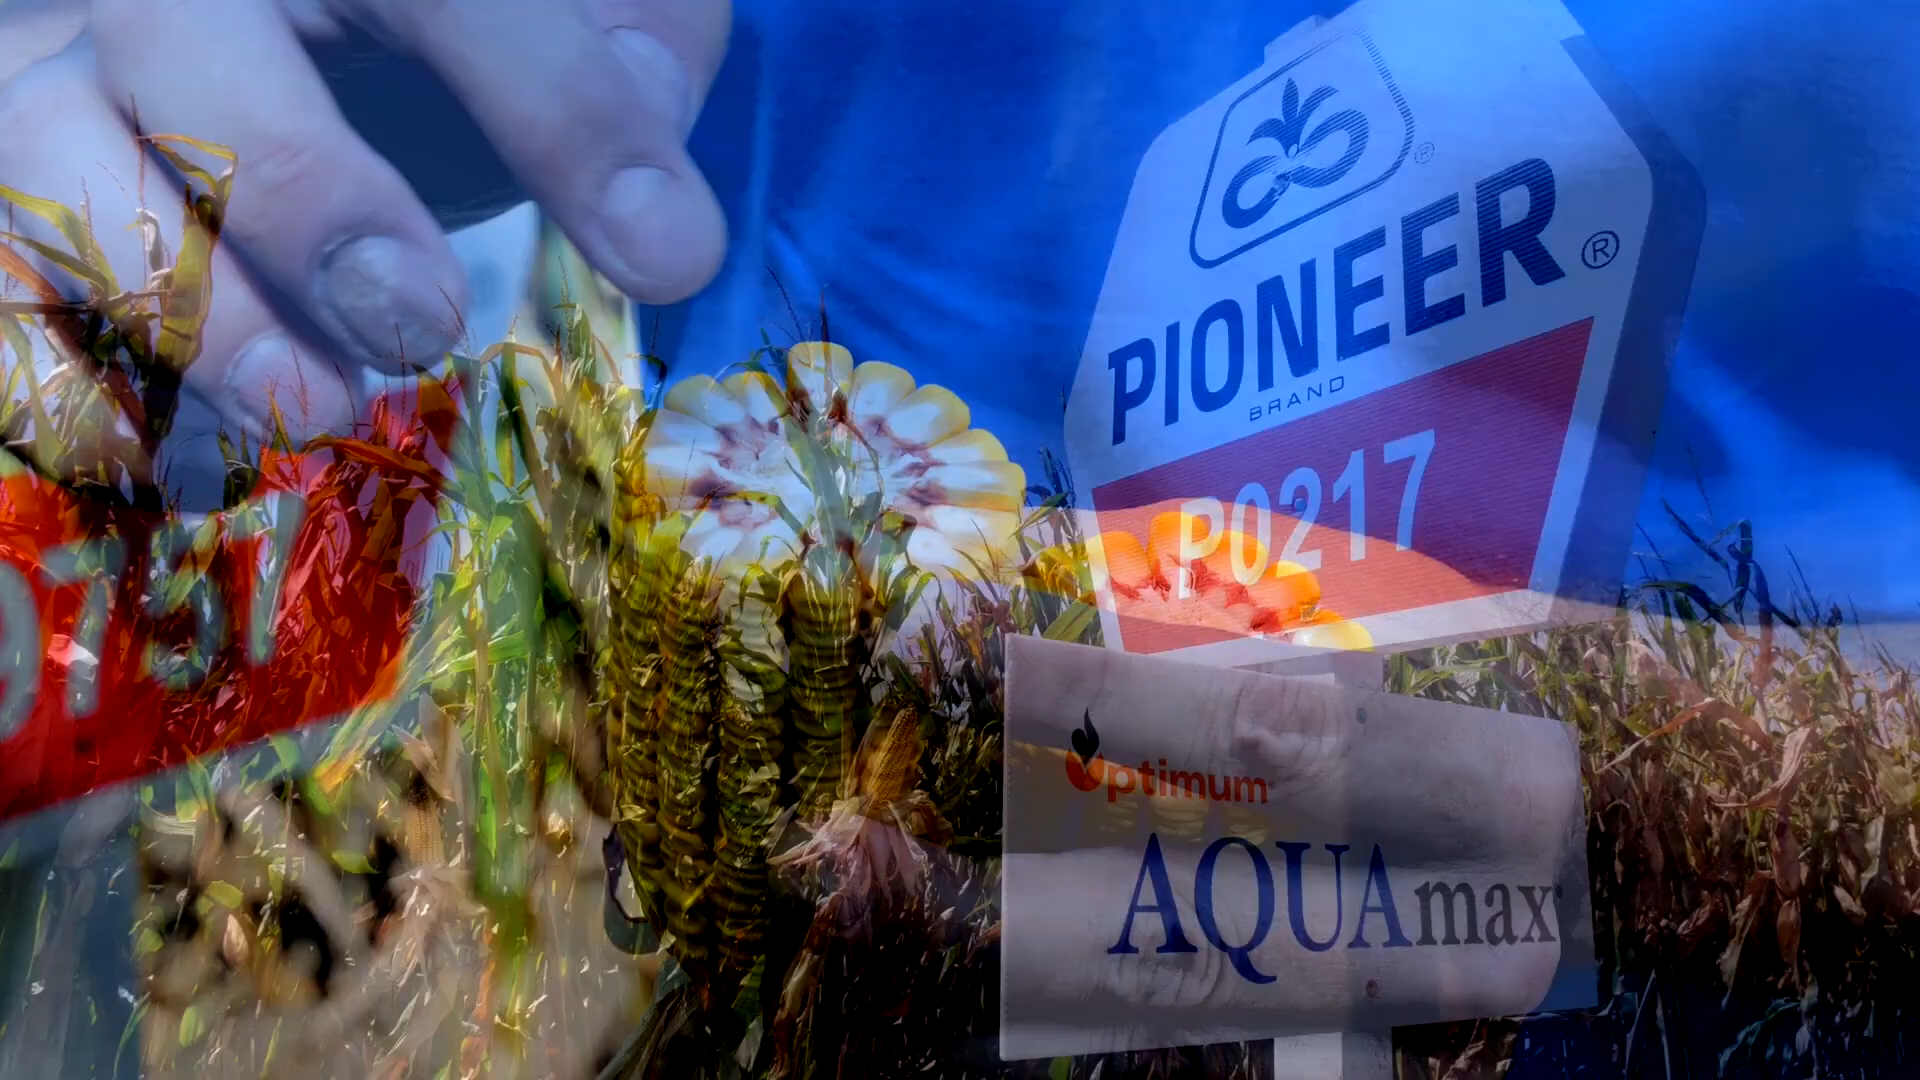 PIONEER®
BRAND
P0217
Optimum®
AQUAmax